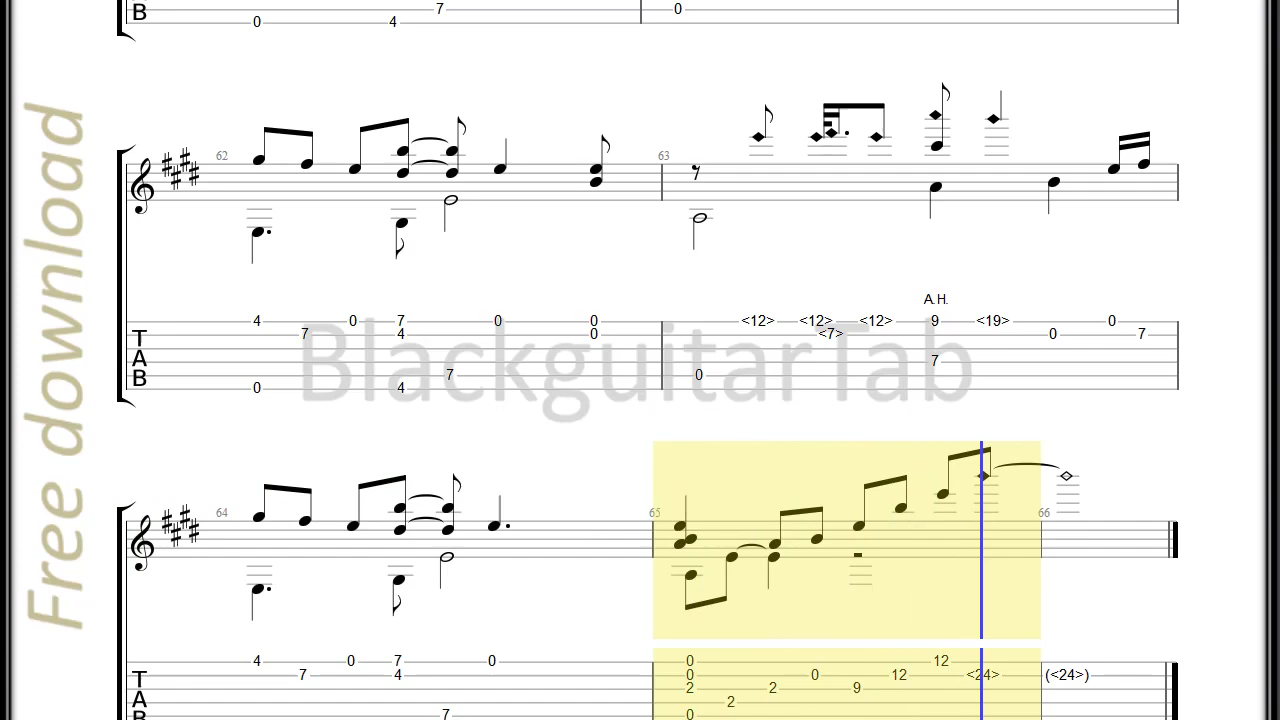 B
7
0 4
0
Free download
62
63
A.H.
4 0 7 0 0 <12> <12> <12> 9 <19> 0
T 7 4 0 <7> 0 7
A 7
B 7 0
0 4
BlackguitarTab
64
65
66
4 0 7 0 0 12
T 7 4 0 0 12 <24> (<24>)
2 2 9
A 2
B 7 0